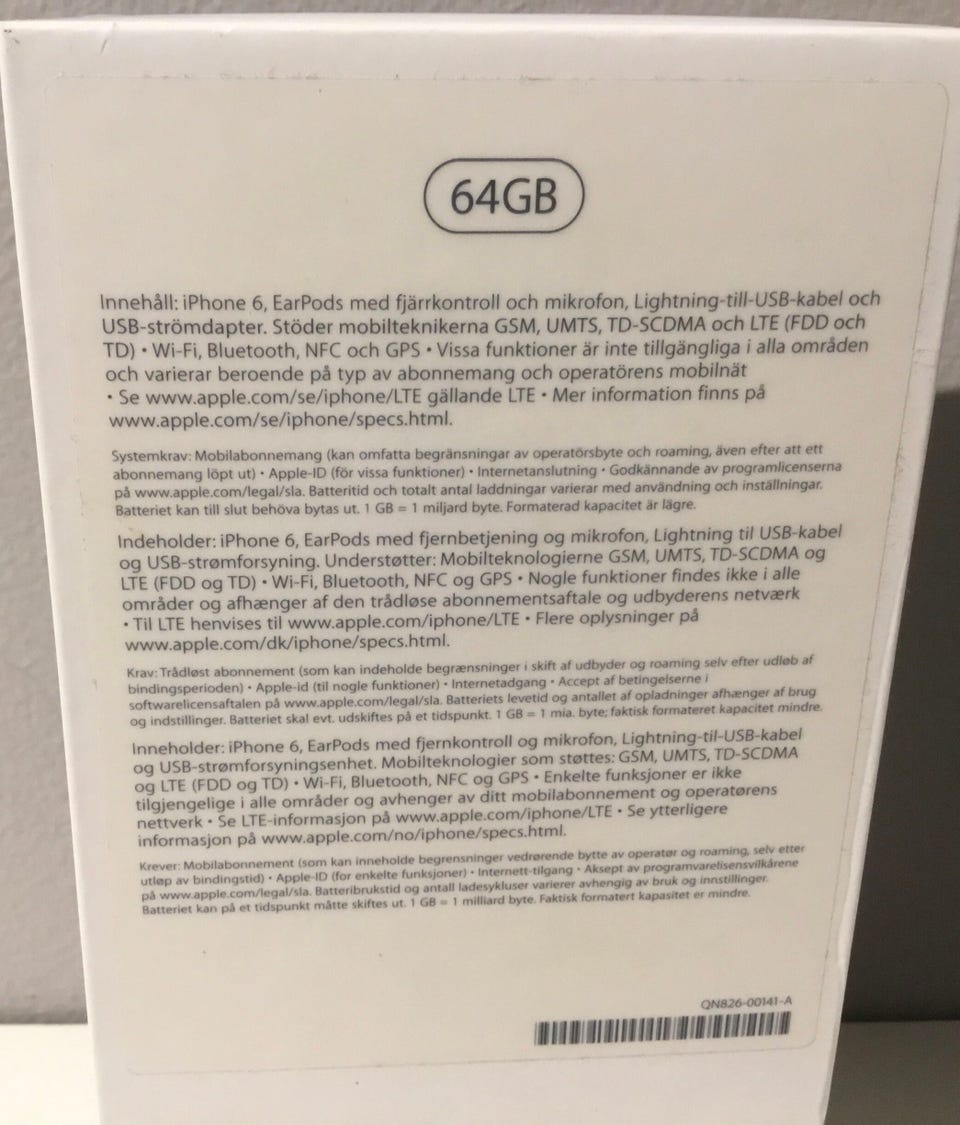 64GB
Innehåll: iPhone 6, EarPods med fjärrkontroll och mikrofon, Lightning-till-USB-kabel och
USB-strömdapter. Stöder mobilteknikerna GSM, UMTS, TD-SCDMA och LTE (FDD och
TD) • Wi-Fi, Bluetooth, NFC och GPS • Vissa funktioner är inte tillgängliga i alla områden
och varierar beroende på typ av abonnemang och operatörens mobilnät
• Se www.apple.com/se/iphone/LTE gällande LTE • Mer information finns på
www.apple.com/se/iphone/specs.html.
Systemkrav: Mobilabonnemang (kan omfatta begränsningar av operatörsbyte och roaming, även efter att ett
abonnemang löpt ut) • Apple-ID (för vissa funktioner) • Internetanslutning • Godkännande av programlicenserna
på www.apple.com/legal/sla. Batteritid och totalt antal laddningar varierar med användning och inställningar.
Batteriet kan till slut behöva bytas ut. 1 GB = 1 miljard byte. Formaterad kapacitet är lägre.
Indeholder: iPhone 6, EarPods med fjernbetjening og mikrofon, Lightning til USB-kabel
og USB-strømforsyning. Understøtter: Mobilteknologierne GSM, UMTS, TD-SCDMA og
LTE (FDD og TD) • Wi-Fi, Bluetooth, NFC og GPS • Nogle funktioner findes ikke i alle
områder og afhænger af den trådløse abonnementsaftale og udbyderens netværk
• Til LTE henvises til www.apple.com/iphone/LTE • Flere oplysninger på
www.apple.com/dk/iphone/specs.html.
Krav: Trådløst abonnement (som kan indeholde begrænsninger i skift af udbyder og roaming selv efter udløb af
bindingsperioden) • Apple-id (til nogle funktioner) • Internetadgang • Accept af betingelserne i
softwarelicensaftalen på www.apple.com/legal/sla. Batteriets levetid og antallet af opladninger afhænger af brug
og indstillinger. Batteriet skal evt. udskiftes på et tidspunkt. 1 GB = 1 mia. byte; faktisk formateret kapacitet mindre.
Inneholder: iPhone 6, EarPods med fjernkontroll og mikrofon, Lightning-til-USB-kabel
og USB-strømforsyningsenhet. Mobilteknologier som støttes: GSM, UMTS, TD-SCDMA
og LTE (FDD og TD) • Wi-Fi, Bluetooth, NFC og GPS • Enkelte funksjoner er ikke
tilgjengelige i alle områder og avhenger av ditt mobilabonnement og operatørens
nettverk • Se LTE-informasjon på www.apple.com/iphone/LTE • Se ytterligere
informasjon på www.apple.com/no/iphone/specs.html.
Krever: Mobilabonnement (som kan inneholde begrensninger vedrørende bytte av operatør og roaming, selv etter
utløp av bindingstid) • Apple-ID (for enkelte funksjoner) • Internett-tilgang • Aksept av programvarelisensvilkårene
på www.apple.com/legal/sla. Batteribrukstid og antall ladesykluser varierer avhengig av bruk og innstillinger.
Batteriet kan på et tidspunkt måtte skiftes ut. 1 GB = 1 milliard byte. Faktisk formatert kapasitet er mindre.
QN826-00141-A